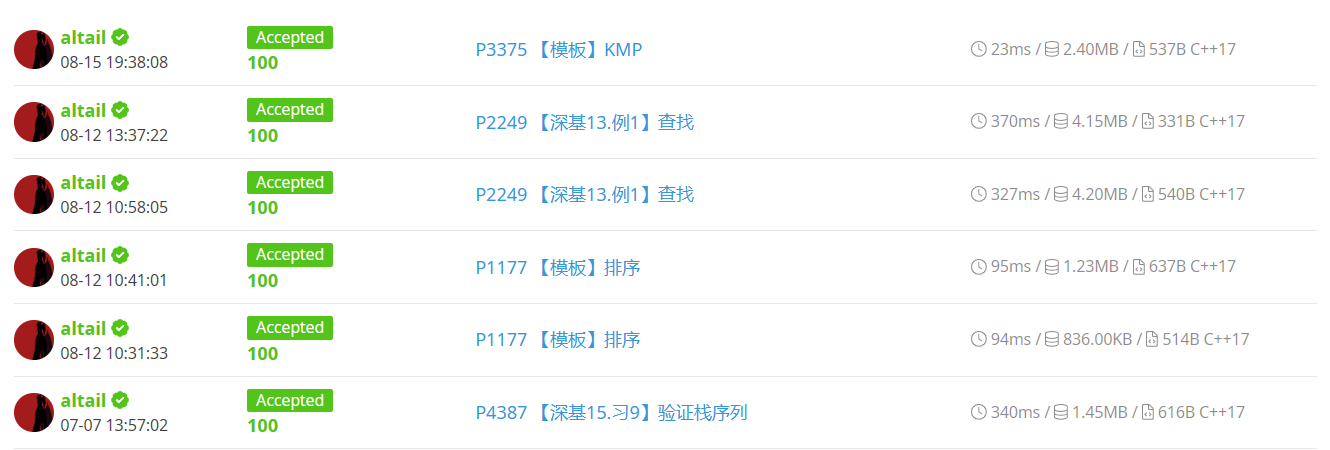 altail
08-15 19:38:08
Accepted
100
P3375 【模板】KMP
23ms / 2.40MB / 537B C++17
altail
08-12 13:37:22
Accepted
100
P2249 【深基13.例1】查找
370ms / 4.15MB / 331B C++17
altail
08-12 10:58:05
Accepted
100
P2249 【深基13.例1】查找
327ms / 4.20MB / 540B C++17
altail
08-12 10:41:01
Accepted
100
P1177 【模板】排序
95ms / 1.23MB / 637B C++17
altail
08-12 10:31:33
Accepted
100
P1177 【模板】排序
94ms / 836.00KB / 514B C++17
altail
07-07 13:57:02
Accepted
100
P4387 【深基15.习9】验证栈序列
340ms / 1.45MB / 616B C++17